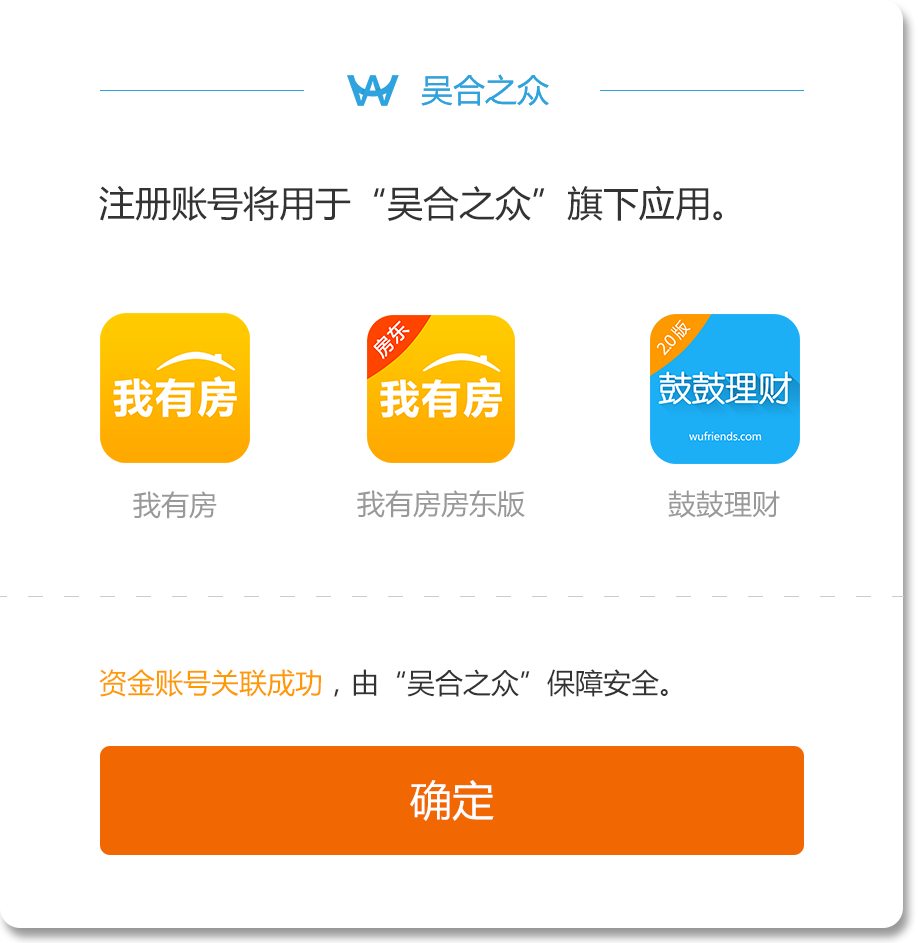 吴合之众
注册账号将用于“吴合之众”旗下应用。
我有房
房东
我有房
2.0版
鼓鼓理财
wufriends.com
我有房
我有房房东版
鼓鼓理财
资金账号关联成功，由“吴合之众”保障安全。
确定